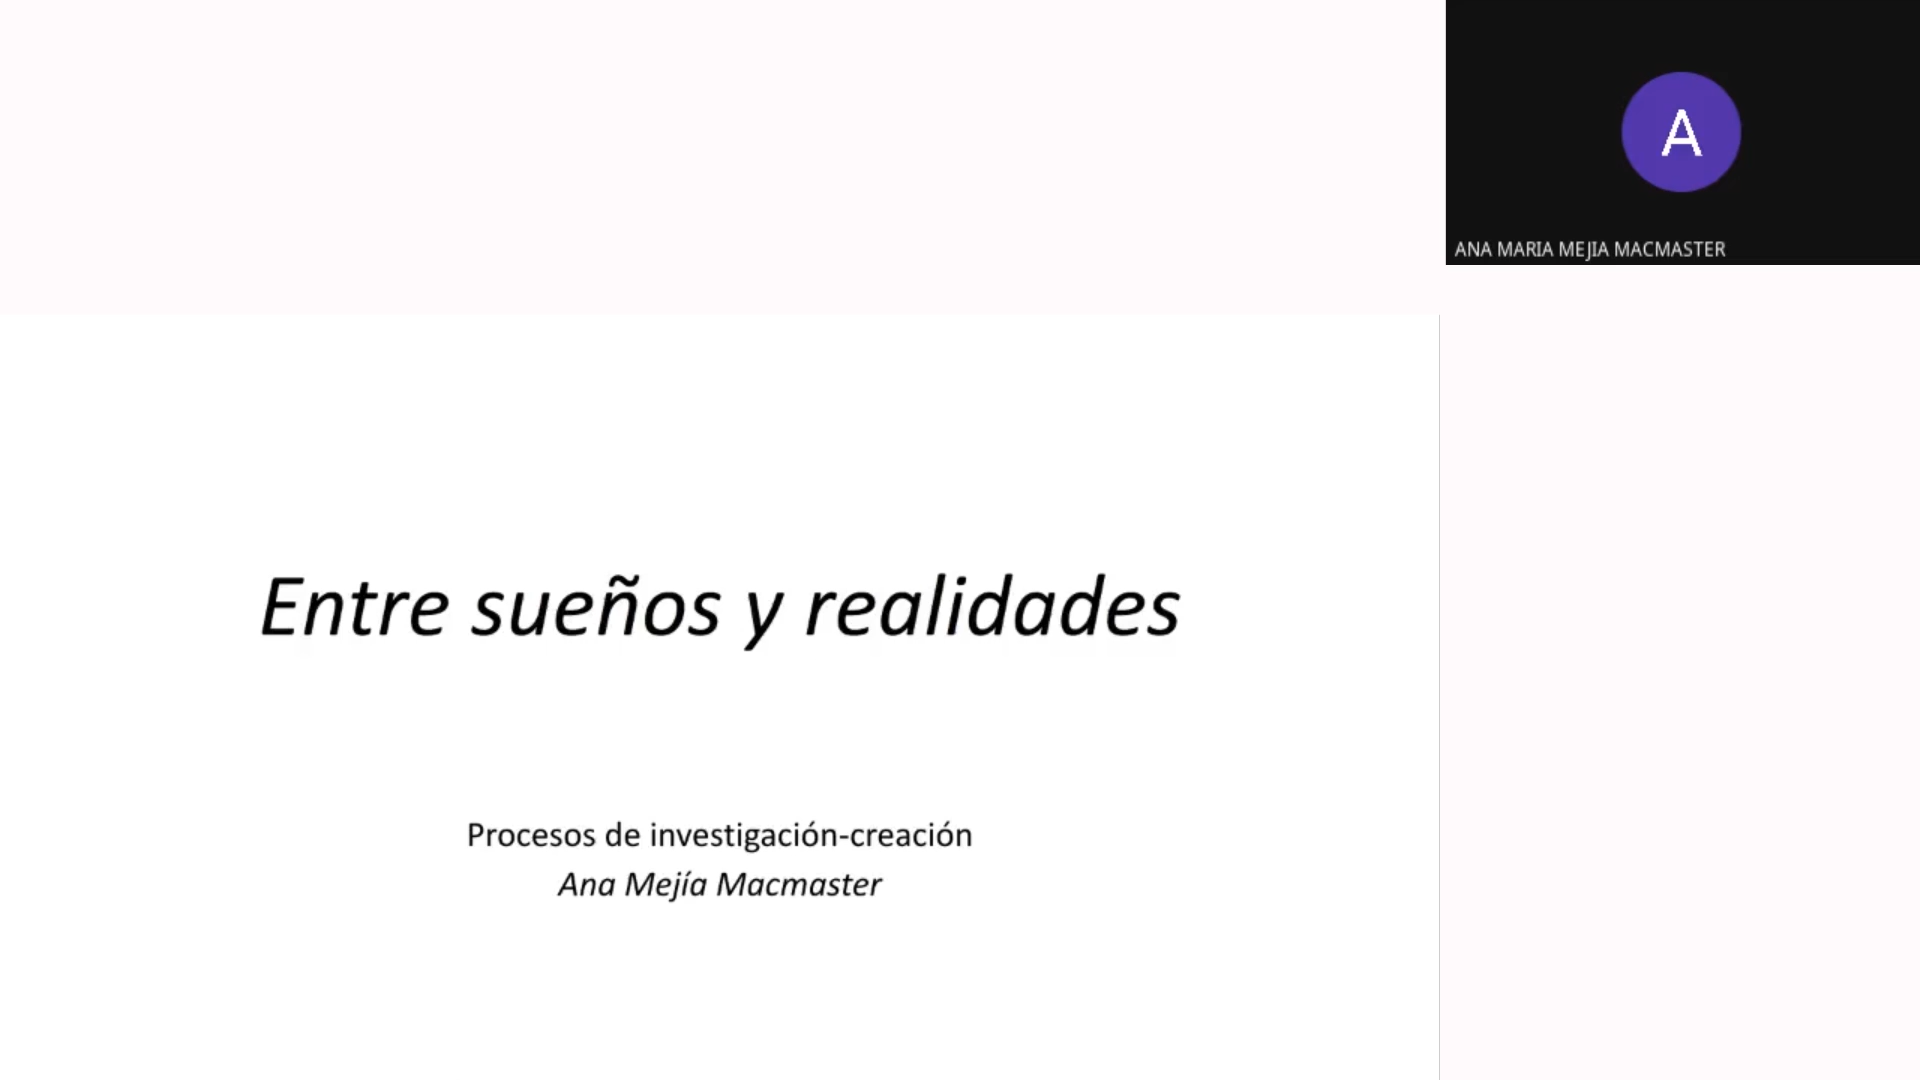 A
ANA MARIA MEJIA MACMASTER
Entre sueños y realidades
Procesos de investigación-creación
Ana Mejía Macmaster